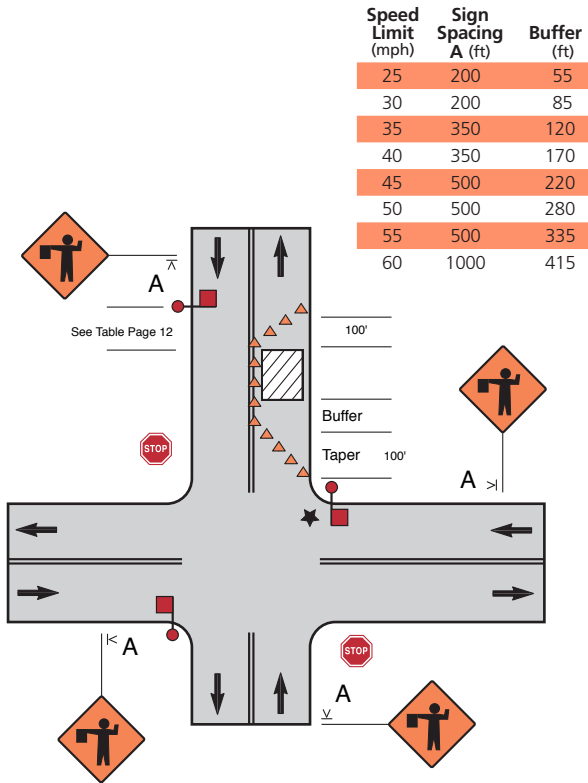 Speed Limit (mph) Sign Spacing A (ft) Buffer (ft)
25 200 55
30 200 85
35 350 120
40 350 170
45 500 220
50 500 280
55 500 335
60 1000 415
A
See Table Page 12
100'
Buffer
Taper 100'
STOP
A
A
STOP
A